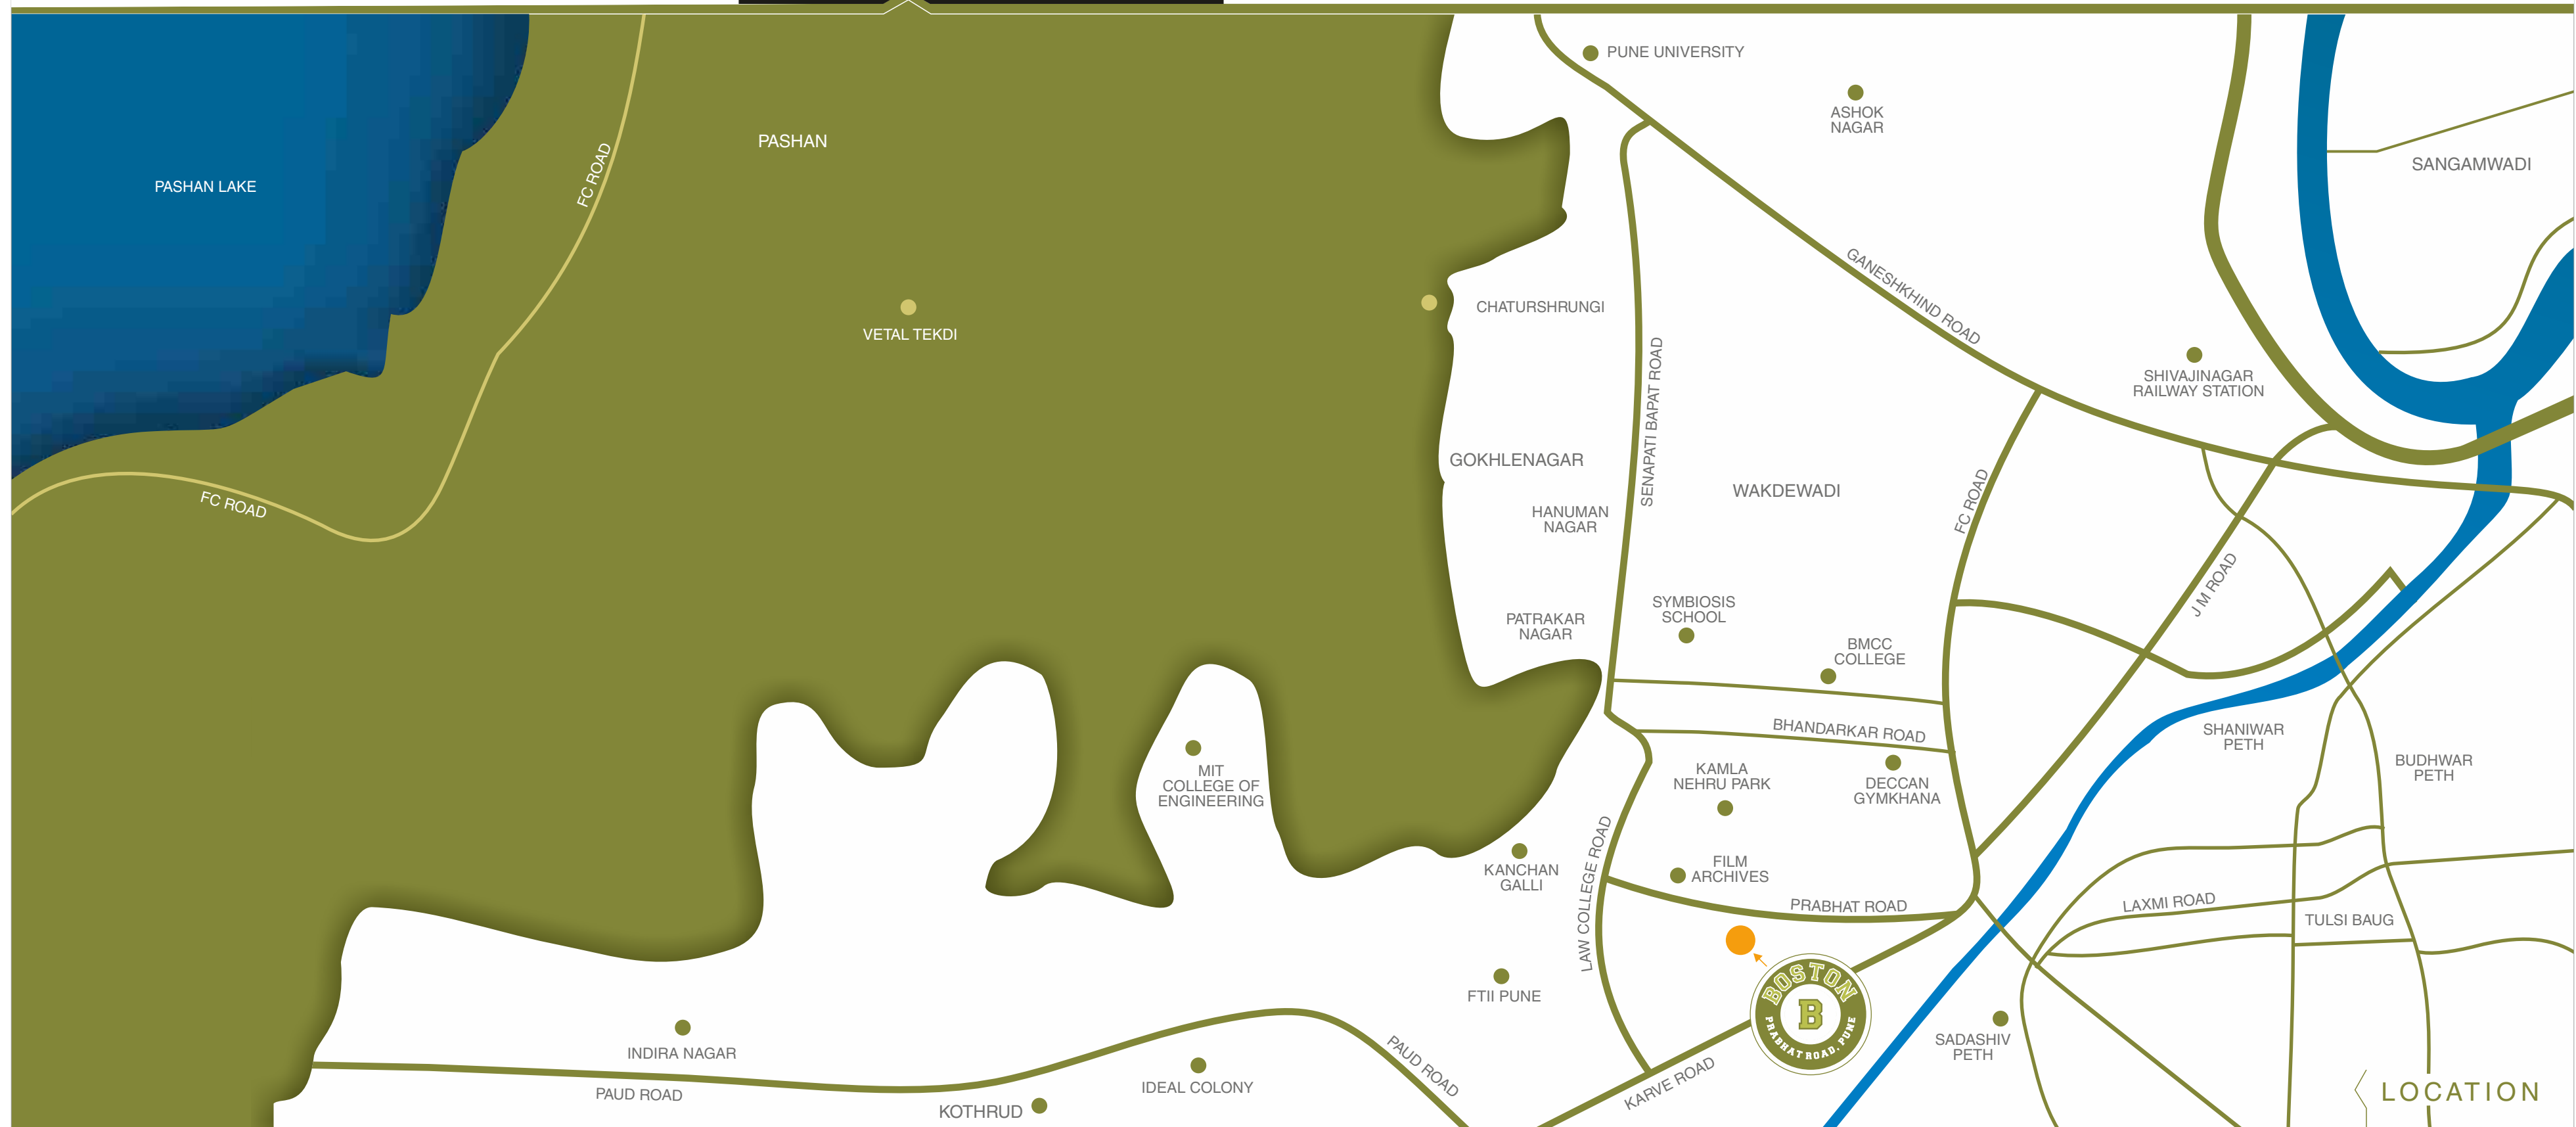 PUNE UNIVERSITY
ASHOK
NAGAR
PASHAN
FC ROAD
SANGAMWADI
PASHAN LAKE
GANESHKHIND ROAD
CHATURSHRUNGI
VETAL TEKDI
SENAPATI BAPAT ROAD
SHIVAJINAGAR
RAILWAY STATION
GOKHLENAGAR
WAKDEWADI
FC ROAD
FC ROAD
HANUMAN
NAGAR
J M ROAD
SYMBIOSIS
SCHOOL
PATRAKAR
NAGAR
BMCC
COLLEGE
BHANDARKAR ROAD
SHANIWAR
PETH
BUDHWAR
PETH
MIT
COLLEGE OF
ENGINEERING
KAMLA
NEHRU PARK
DECCAN
GYMKHANA
LAW COLLEGE ROAD
KANCHAN
GALLI
FILM
ARCHIVES
PRABHAT ROAD
LAXMI ROAD
TULSI BAUG
BOSTON
B
PRABHAT ROAD, PUNE
FTII PUNE
SADASHIV
PETH
INDIRA NAGAR
PAUD ROAD
PAUD ROAD
IDEAL COLONY
KOTHRUD
KARVE ROAD
LOCATION